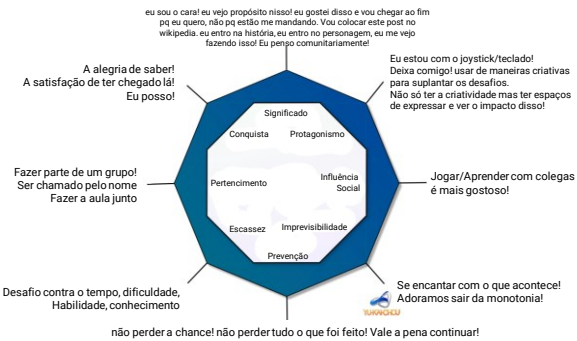 eu sou o cara! eu vejo propósito nisso! eu gostei disso e vou chegar ao fim
pq eu quero, não pq estão me mandando. Vou colocar este post no
wikipedia. eu entro na história, eu entro no personagem, eu me vejo
fazendo isso! Eu penso comunitariamente!
A alegria de saber!
A satisfação de ter chegado lá!
Eu posso!
Eu estou com o joystick/teclado!
Deixa comigo! usar de maneiras criativas
para suplantar os desafios.
Não só ter a criatividade mas ter espaços
de expressar e ver o impacto disso!
Significado
Conquista
Protagonismo
Fazer parte de um grupo!
Ser chamado pelo nome
Fazer a aula junto
Pertencimento
Influência
Social
Jogar/Aprender com colegas
é mais gostoso!
Escassez
Imprevisibilidade
Prevenção
Desafio contra o tempo, dificuldade,
Habilidade, conhecimento
Se encantar com o que acontece!
Adoramos sair da monotonia!
YUKAICHOU
não perder a chance! não perder tudo o que foi feito! Vale a pena continuar!